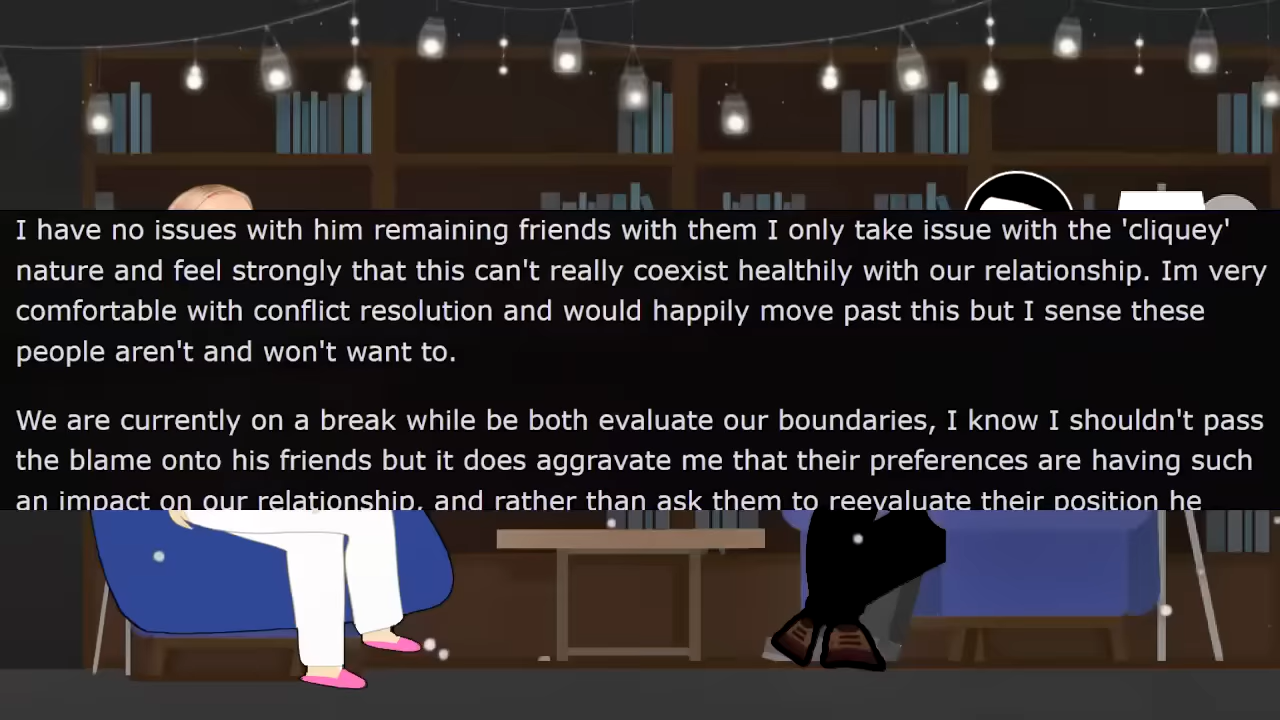 I have no issues with him remaining friends with them I only take issue with the 'cliquey'
nature and feel strongly that this can't really coexist healthily with our relationship. Im very
comfortable with conflict resolution and would happily move past this but I sense these
people aren't and won't want to.
We are currently on a break while be both evaluate our boundaries, I know I shouldn't pass
the blame onto his friends but it does aggravate me that their preferences are having such
an impact on our relationship, and rather than ask them to reevaluate their position he